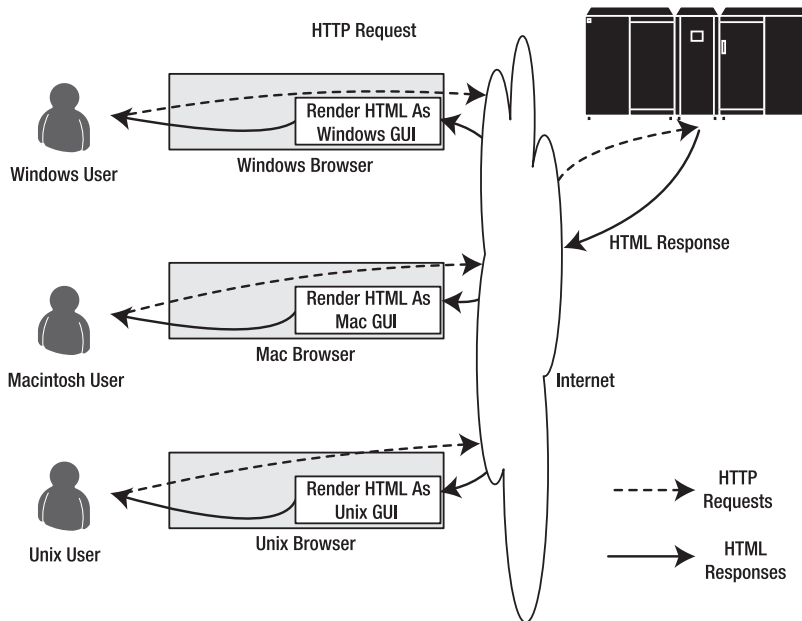 HTTP Request
Render HTML As
Windows GUI
Windows User
Windows Browser
HTML Response
Render HTML As
Mac GUI
Mac Browser
Macintosh User
Internet
Render HTML As
Unix GUI
Unix User
Unix Browser
HTTP
Requests
HTML
Responses